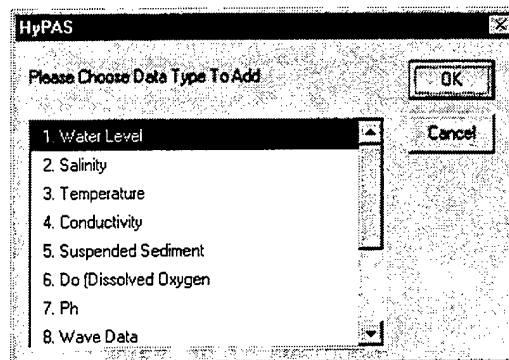 HyPAS
Please Choose Data Type To Add
OK
Cancel
1. Water Level
2. Salinity
3. Temperature
4. Conductivity
5. Suspended Sediment
6. Do (Dissolved Oxygen
7. Ph
8. Wave Data